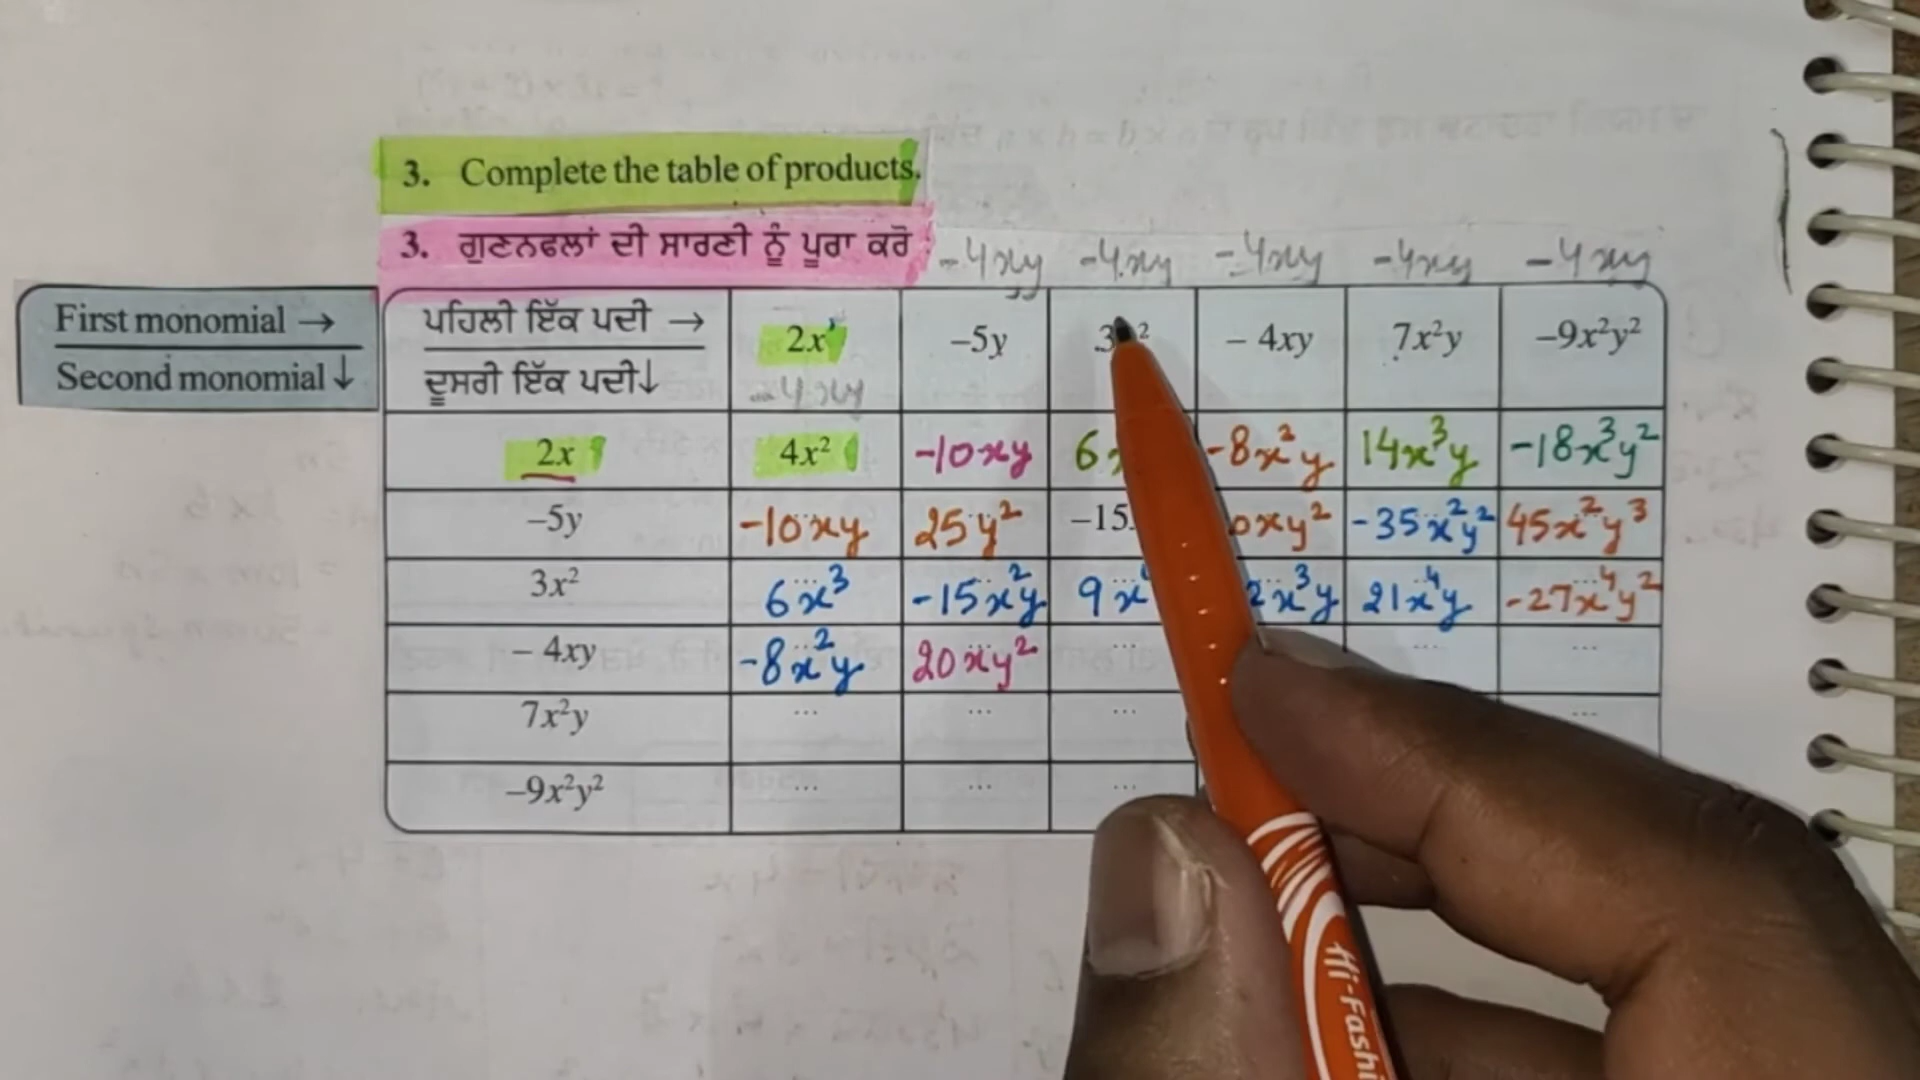 3. Complete the table of products.
3. ਗੁਣਨਫਲਾਂ ਦੀ ਸਾਰਣੀ ਨੂੰ ਪੂਰਾ ਕਰੋ
-4xy -4xy -4xy -4xy -4xy
First monomial →
Second monomial ↓
ਪਹਿਲੀ ਇੱਕ ਪਦੀ →
ਦੂਸਰੀ ਇੱਕ ਪਦੀ↓
2x –5y – 4xy 7x²y –9x²y²
-4xy
2x 4x² -10xy -8x²y 14x³y -18x³y²
–5y -10xy 25y² -35x²y² 45x²y³
3x² 6x³ -15x²y 21x⁴y -27x⁴y²
– 4xy -8x²y 20xy² ... ... ...
7x²y ... ... ... ...
–9x²y² ... ... ...
Hi-Fashi